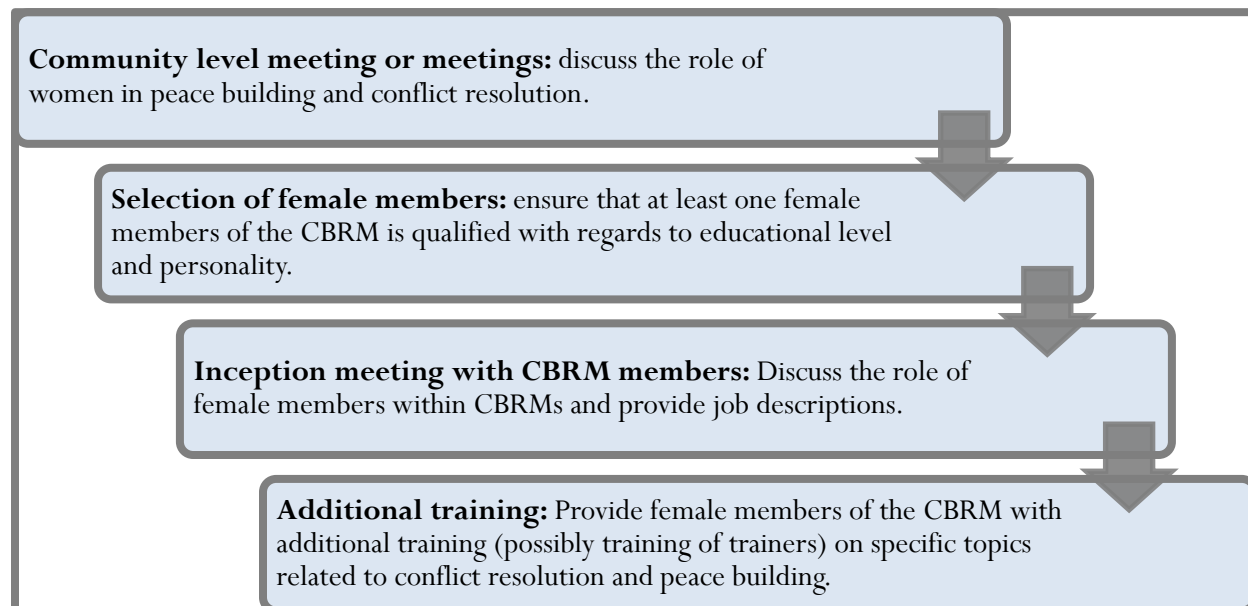 Community level meeting or meetings: discuss the role of
women in peace building and conflict resolution.
Selection of female members: ensure that at least one female
members of the CBRM is qualified with regards to educational level
and personality.
Inception meeting with CBRM members: Discuss the role of
female members within CBRMs and provide job descriptions.
Additional training: Provide female members of the CBRM with
additional training (possibly training of trainers) on specific topics
related to conflict resolution and peace building.